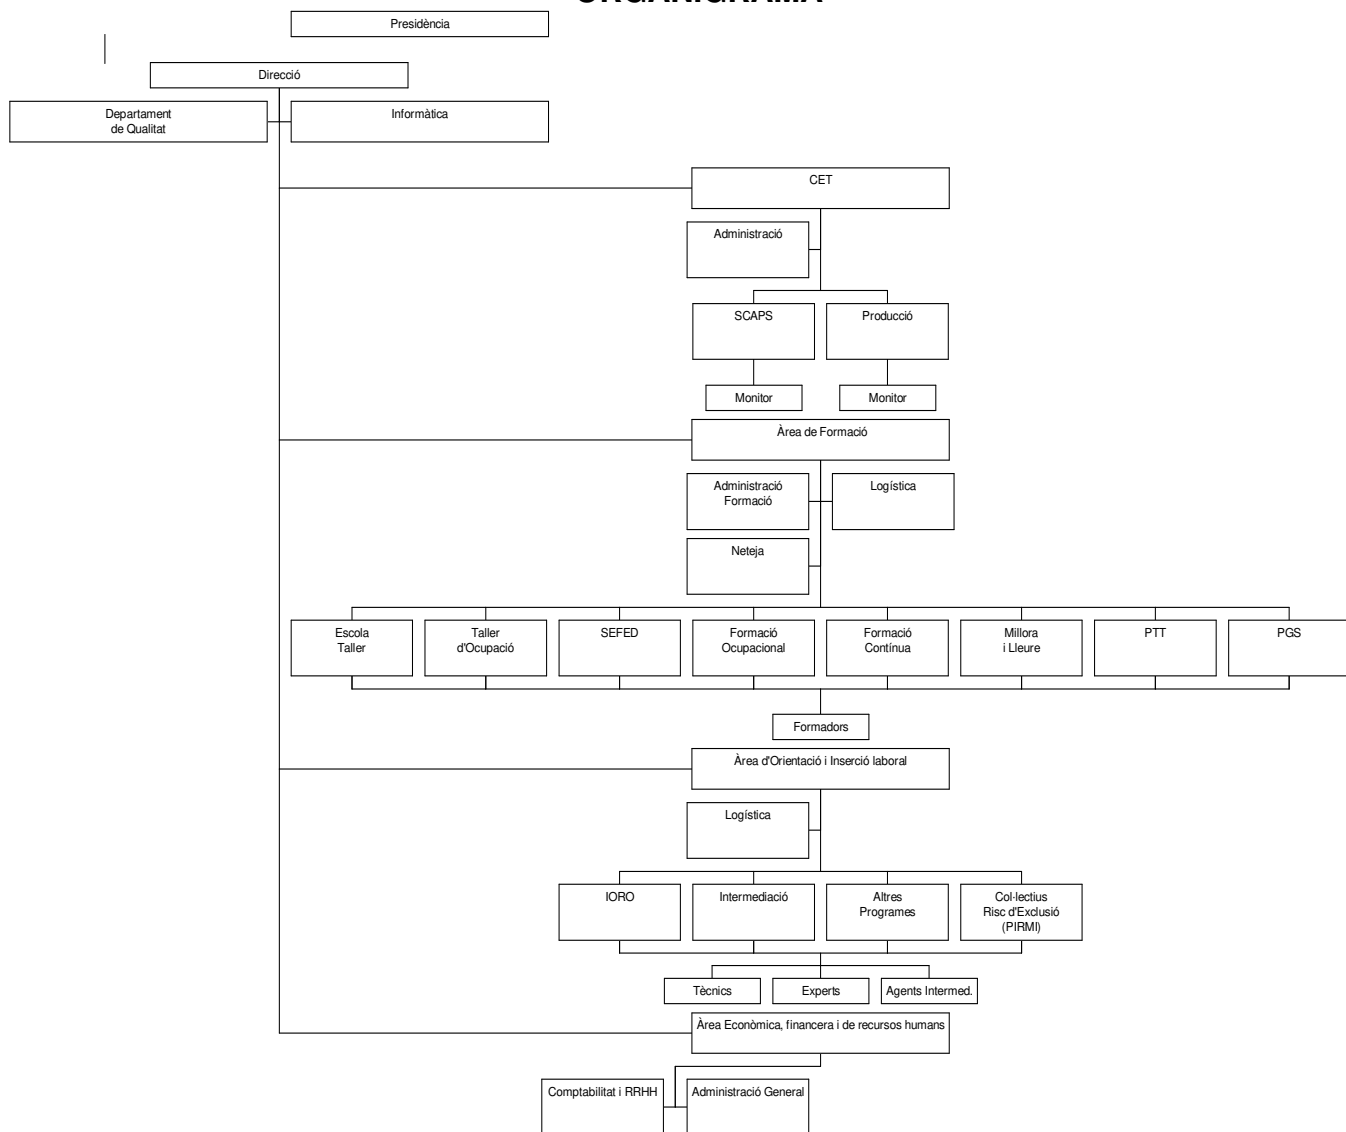 ORGANIGRAMA
Presidència
Direcció
Departament
de Qualitat
Informàtica
CET
Administració
SCAPS
Producció
Monitor
Monitor
Àrea de Formació
Administració
Formació
Logística
Neteja
Escola
Taller
Taller
d'Ocupació
SEFED
Formació
Ocupacional
Formació
Contínua
Millora
i Lleure
PTT
PGS
Formadors
Àrea d'Orientació i Inserció laboral
Logística
IORO
Intermediació
Altres
Programes
Col·lectius
Risc d'Exclusió
(PIRMI)
Tècnics
Experts
Agents Intermed.
Àrea Econòmica, financera i de recursos humans
Comptabilitat i RRHH
Administració General